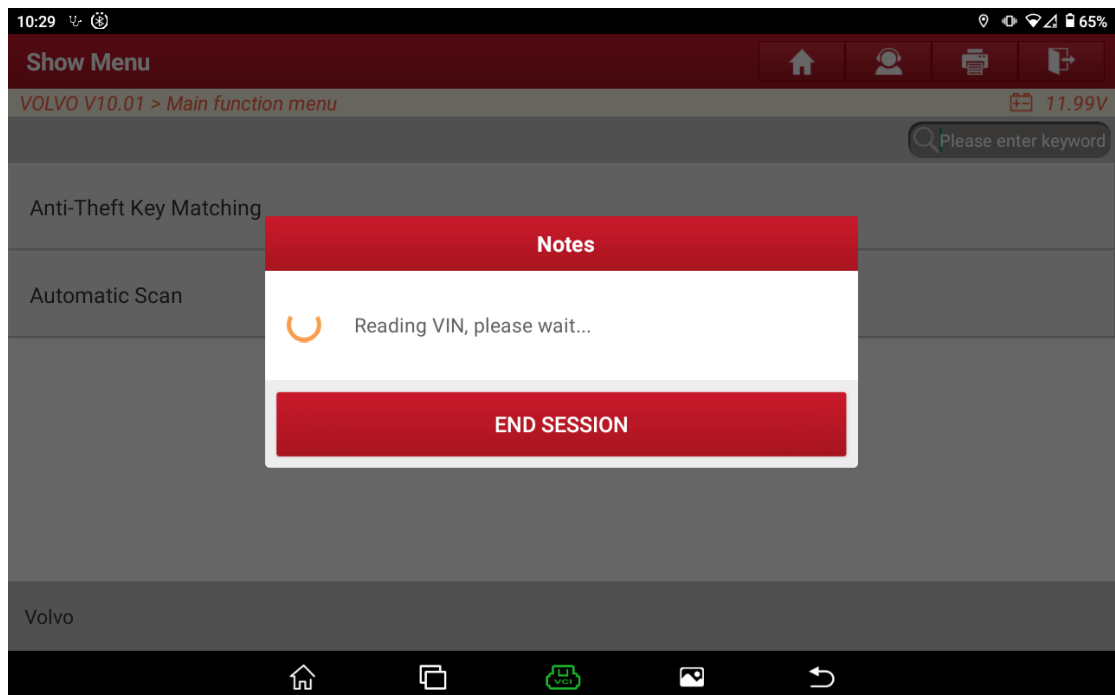 10:29
65%
Show Menu
VOLVO V10.01 > Main function menu
11.99V
Please enter keyword
Anti-Theft Key Matching
Automatic Scan
Notes
Reading VIN, please wait...
END SESSION
Volvo
VCI